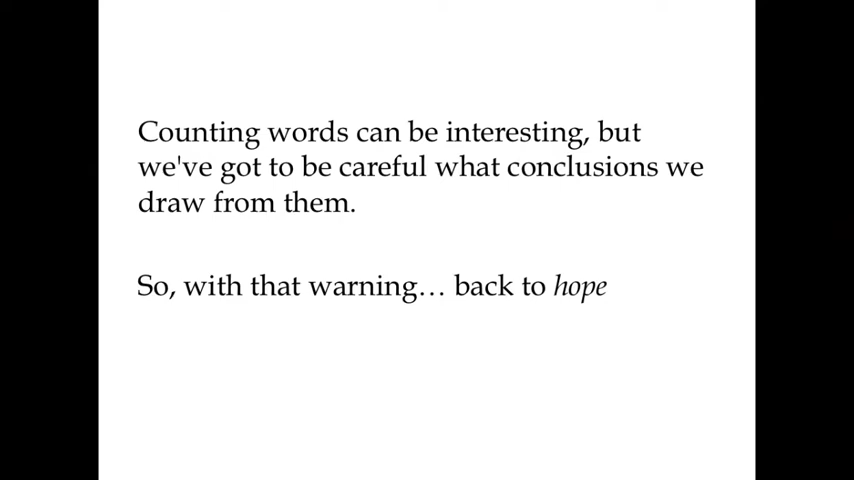 Counting words can be interesting, but
we've got to be careful what conclusions we
draw from them.
So, with that warning… back to hope